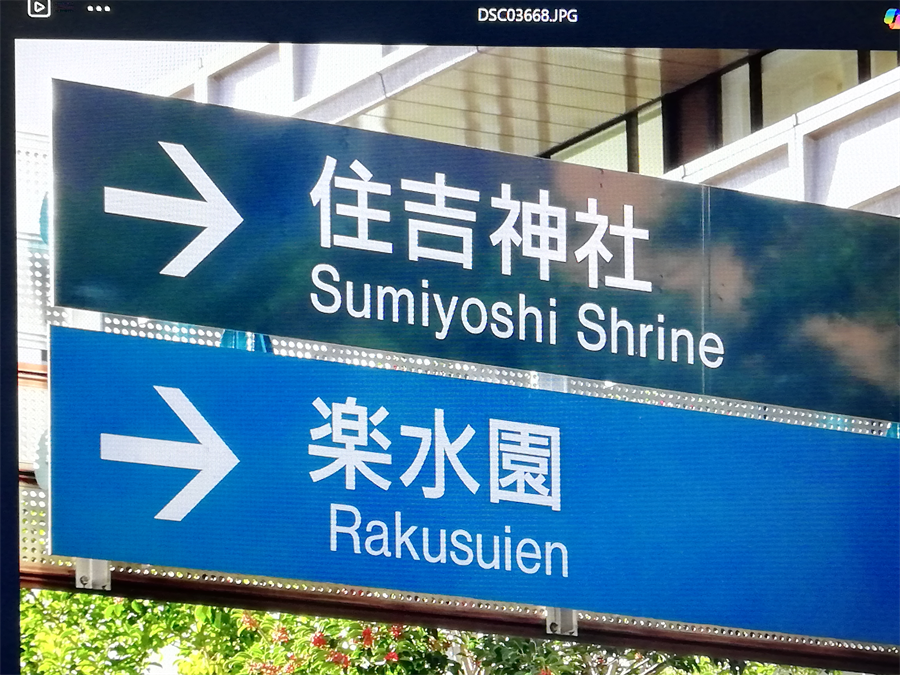 DSC03668.JPG
住吉神社
Sumiyoshi Shrine
楽水園
Rakusuien